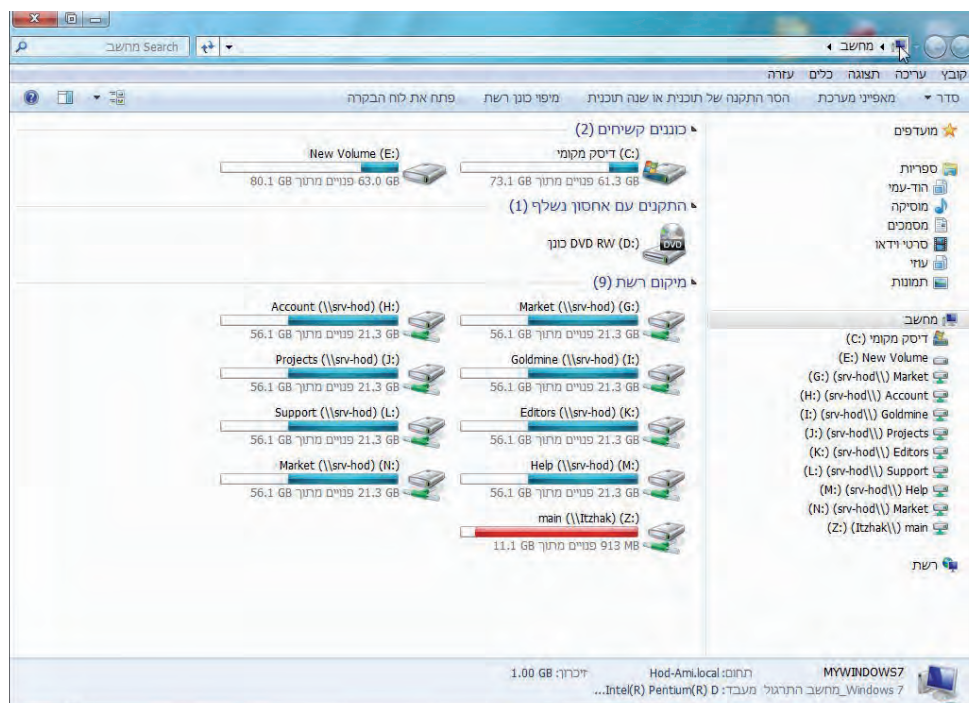 מחשב
Search מחשב
קובץ עריכה תצוגה כלים עזרה
סדר מאפייני מערכת הסר התקנה של תוכנית או שנה תוכנית מיפוי כונן רשת פתח את לוח הבקרה
מועדפים
ספריות
הוד-עמי
מוסיקה
מסמכים
סרטי וידאו
עוזי
תמונות
מחשב
דיסק מקומי (C:)
(E:) New Volume
(G:) (srv-hod\\) Market
(H:) (srv-hod\\) Account
(I:) (srv-hod\\) Goldmine
(J:) (srv-hod\\) Projects
(K:) (srv-hod\\) Editors
(L:) (srv-hod\\) Support
(M:) (srv-hod\\) Help
(N:) (srv-hod\\) Market
(Z:) (Itzhak\\) main
רשת
כוננים קשיחים (2)
דיסק מקומי (C:)
61.3 GB פנויים מתוך 73.1 GB
New Volume (E:)
63.0 GB פנויים מתוך 80.1 GB
התקנים עם אחסון נשלף (1)
כונן DVD RW (D:)
DVD
מיקום רשת (9)
Market (\\srv-hod) (G:)
21.3 GB פנויים מתוך 56.1 GB
Account (\\srv-hod) (H:)
21.3 GB פנויים מתוך 56.1 GB
Goldmine (\\srv-hod) (I:)
21.3 GB פנויים מתוך 56.1 GB
Projects (\\srv-hod) (J:)
21.3 GB פנויים מתוך 56.1 GB
Editors (\\srv-hod) (K:)
21.3 GB פנויים מתוך 56.1 GB
Support (\\srv-hod) (L:)
21.3 GB פנויים מתוך 56.1 GB
Help (\\srv-hod) (M:)
21.3 GB פנויים מתוך 56.1 GB
Market (\\srv-hod) (N:)
21.3 GB פנויים מתוך 56.1 GB
main (\\Itzhak) (Z:)
913 MB פנויים מתוך 11.1 GB
MYWINDOWS7 תחום: Hod-Ami.local זיכרון: 1.00 GB
Windows 7_מחשב התרגול מעבד: Intel(R) Pentium(R) D...